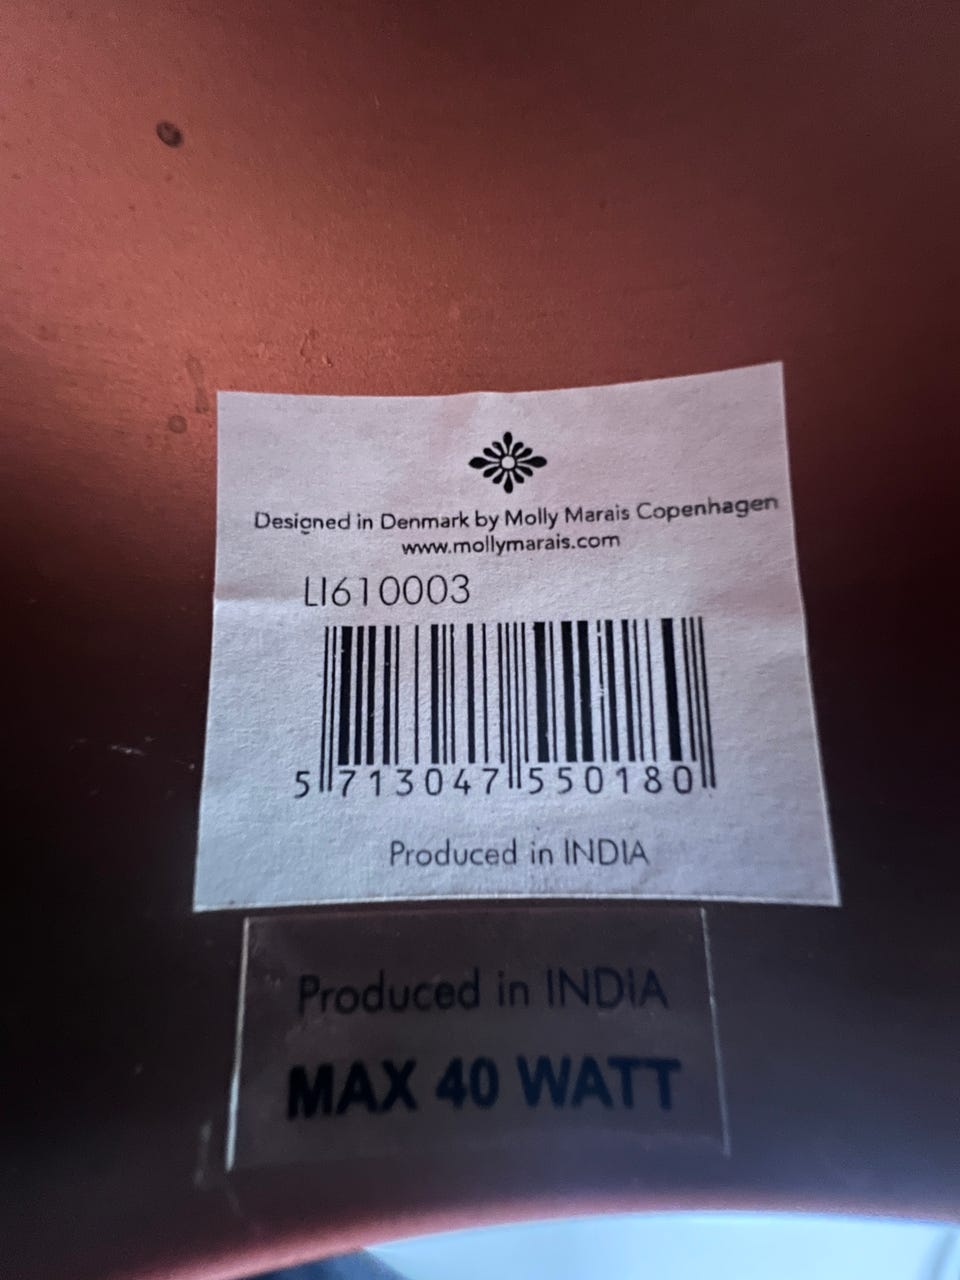 Designed in Denmark by Molly Marais Copenhagen
www.mollymarais.com
LI610003
5 713047 550180
Produced in INDIA
Produced in INDIA
MAX 40 WATT